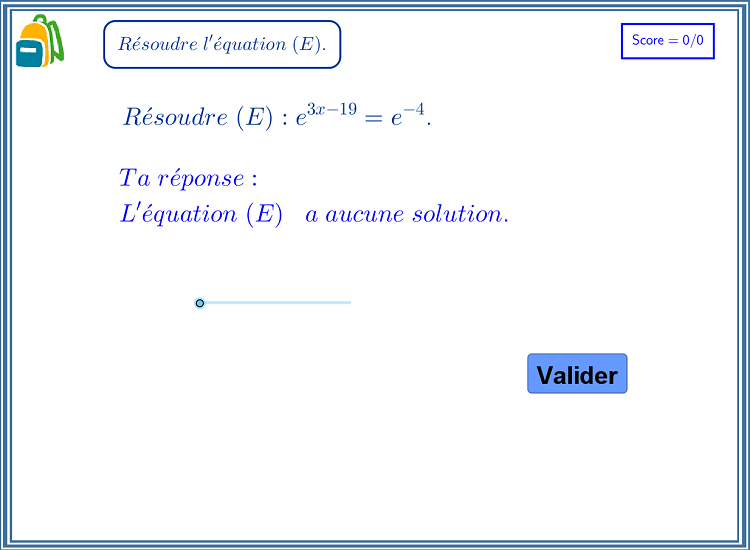 Résoudre l'équation (E).
Score = 0/0
Résoudre (E) : e^{3x−19} = e^{−4}.
Ta réponse :
L'équation (E) a aucune solution.
Valider